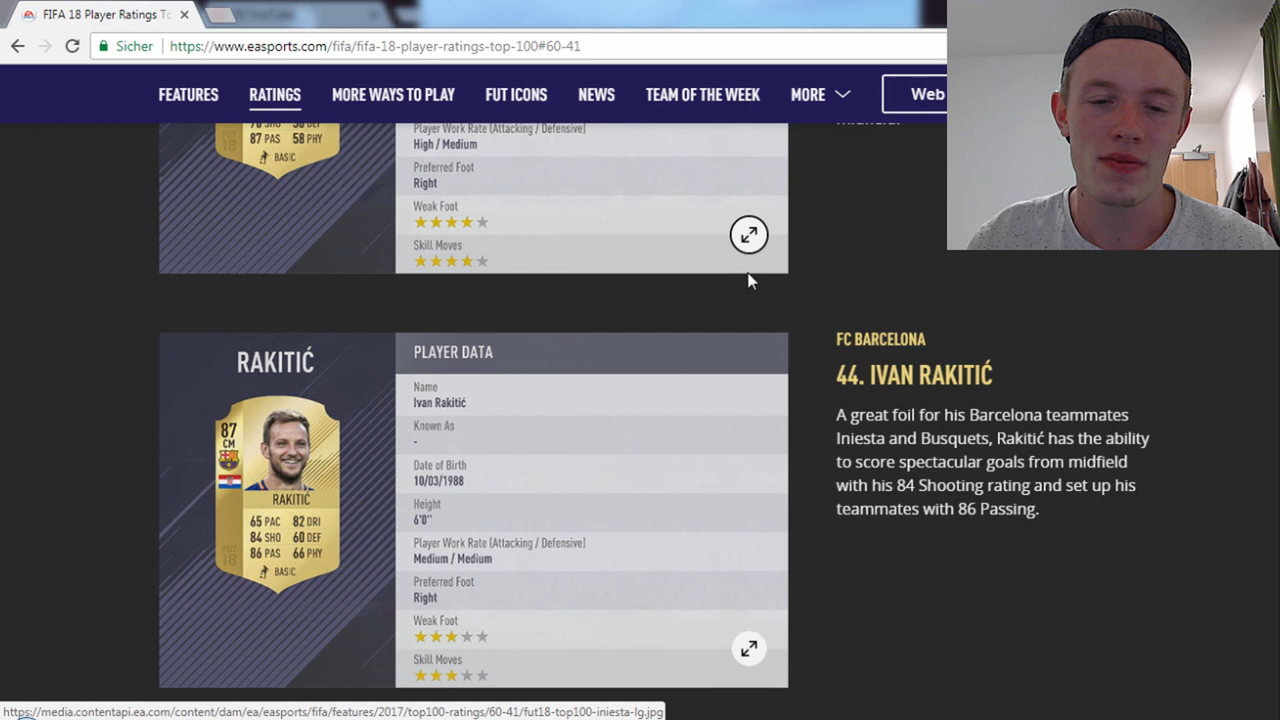 FIFA 18 Player Ratings To
Sicher
https://www.easports.com/fifa/fifa-18-player-ratings-top-100#60-41
FEATURES
RATINGS
MORE WAYS TO PLAY
FUT ICONS
NEWS
TEAM OF THE WEEK
MORE
Web
87 PAS 58 PHY
BASIC
Player Work Rate (Attacking / Defensive)
High / Medium
Preferred Foot
Right
Weak Foot
Skill Moves
RAKITIĆ
87
CM
RAKITIĆ
65 PAC 82 DRI
84 SHO 60 DEF
86 PAS 66 PHY
FUT
18
BASIC
PLAYER DATA
Name
Ivan Rakitić
Known As
-
Date of Birth
10/03/1988
Height
6'0"
Player Work Rate (Attacking / Defensive)
Medium / Medium
Preferred Foot
Right
Weak Foot
Skill Moves
FC BARCELONA
44. IVAN RAKITIĆ
A great foil for his Barcelona teammates
Iniesta and Busquets, Rakitić has the ability
to score spectacular goals from midfield
with his 84 Shooting rating and set up his
teammates with 86 Passing.
https://media.contentapi.ea.com/content/dam/ea/easports/fifa/features/2017/top100-ratings/60-41/fut18-top100-iniesta-lg.jpg